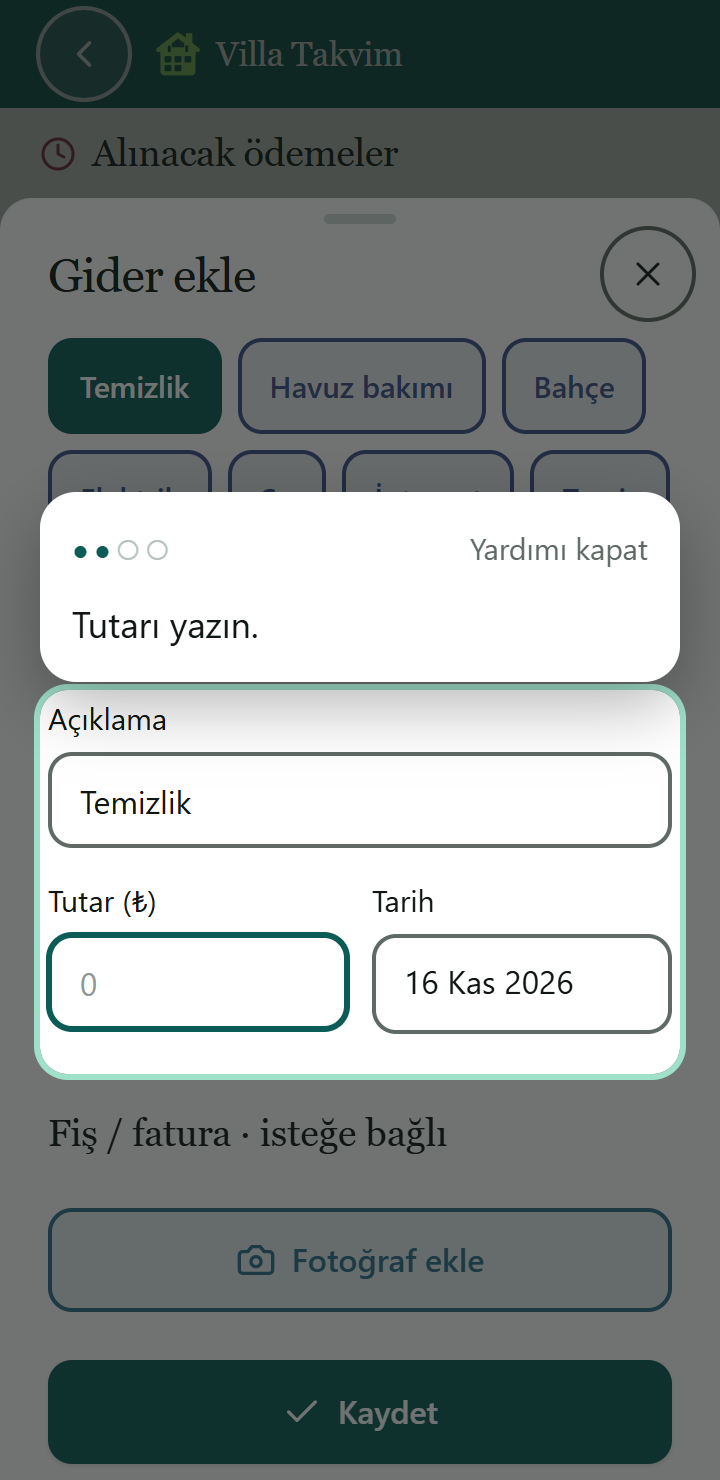 Villa Takvim
Alınacak ödemeler
Gider ekle
Temizlik
Havuz bakımı
Bahçe
Yardımı kapat
Tutarı yazın.
Açıklama
Temizlik
Tutar (₺)
Tarih
0
16 Kas 2026
Fiş / fatura · isteğe bağlı
Fotoğraf ekle
Kaydet